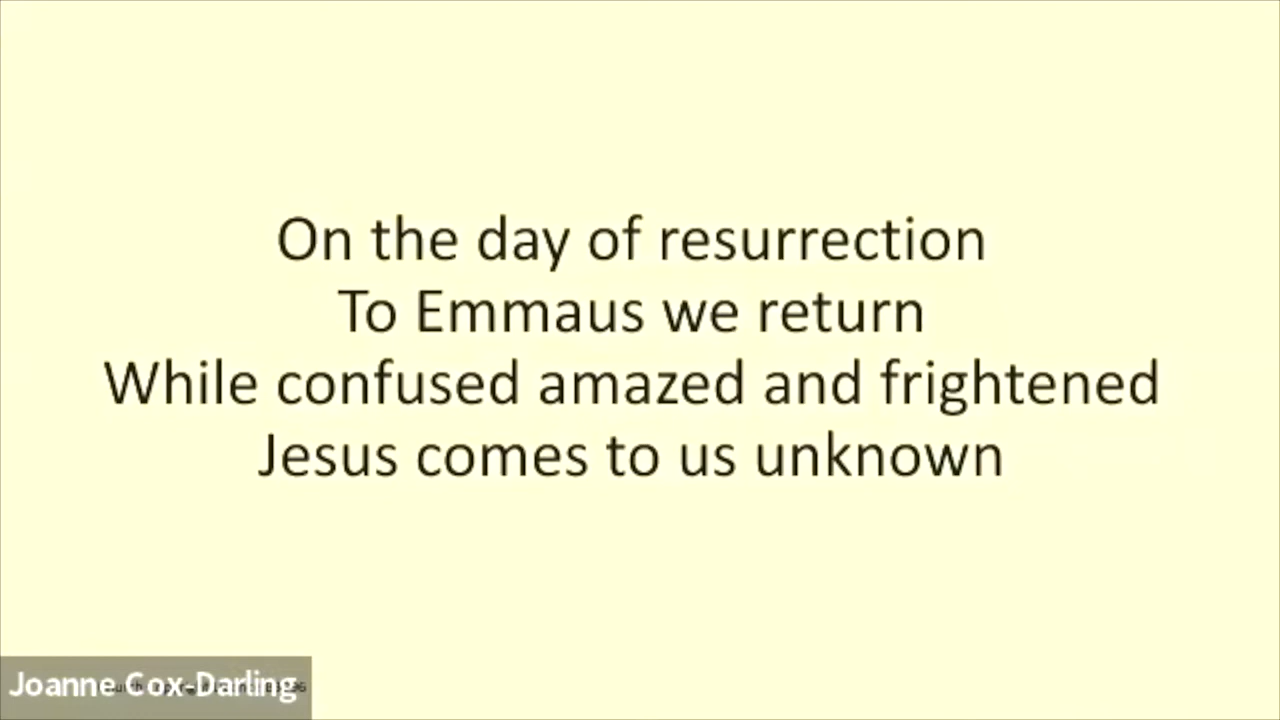 On the day of resurrection
To Emmaus we return
While confused amazed and frightened
Jesus comes to us unknown
Joanne Cox-Darling